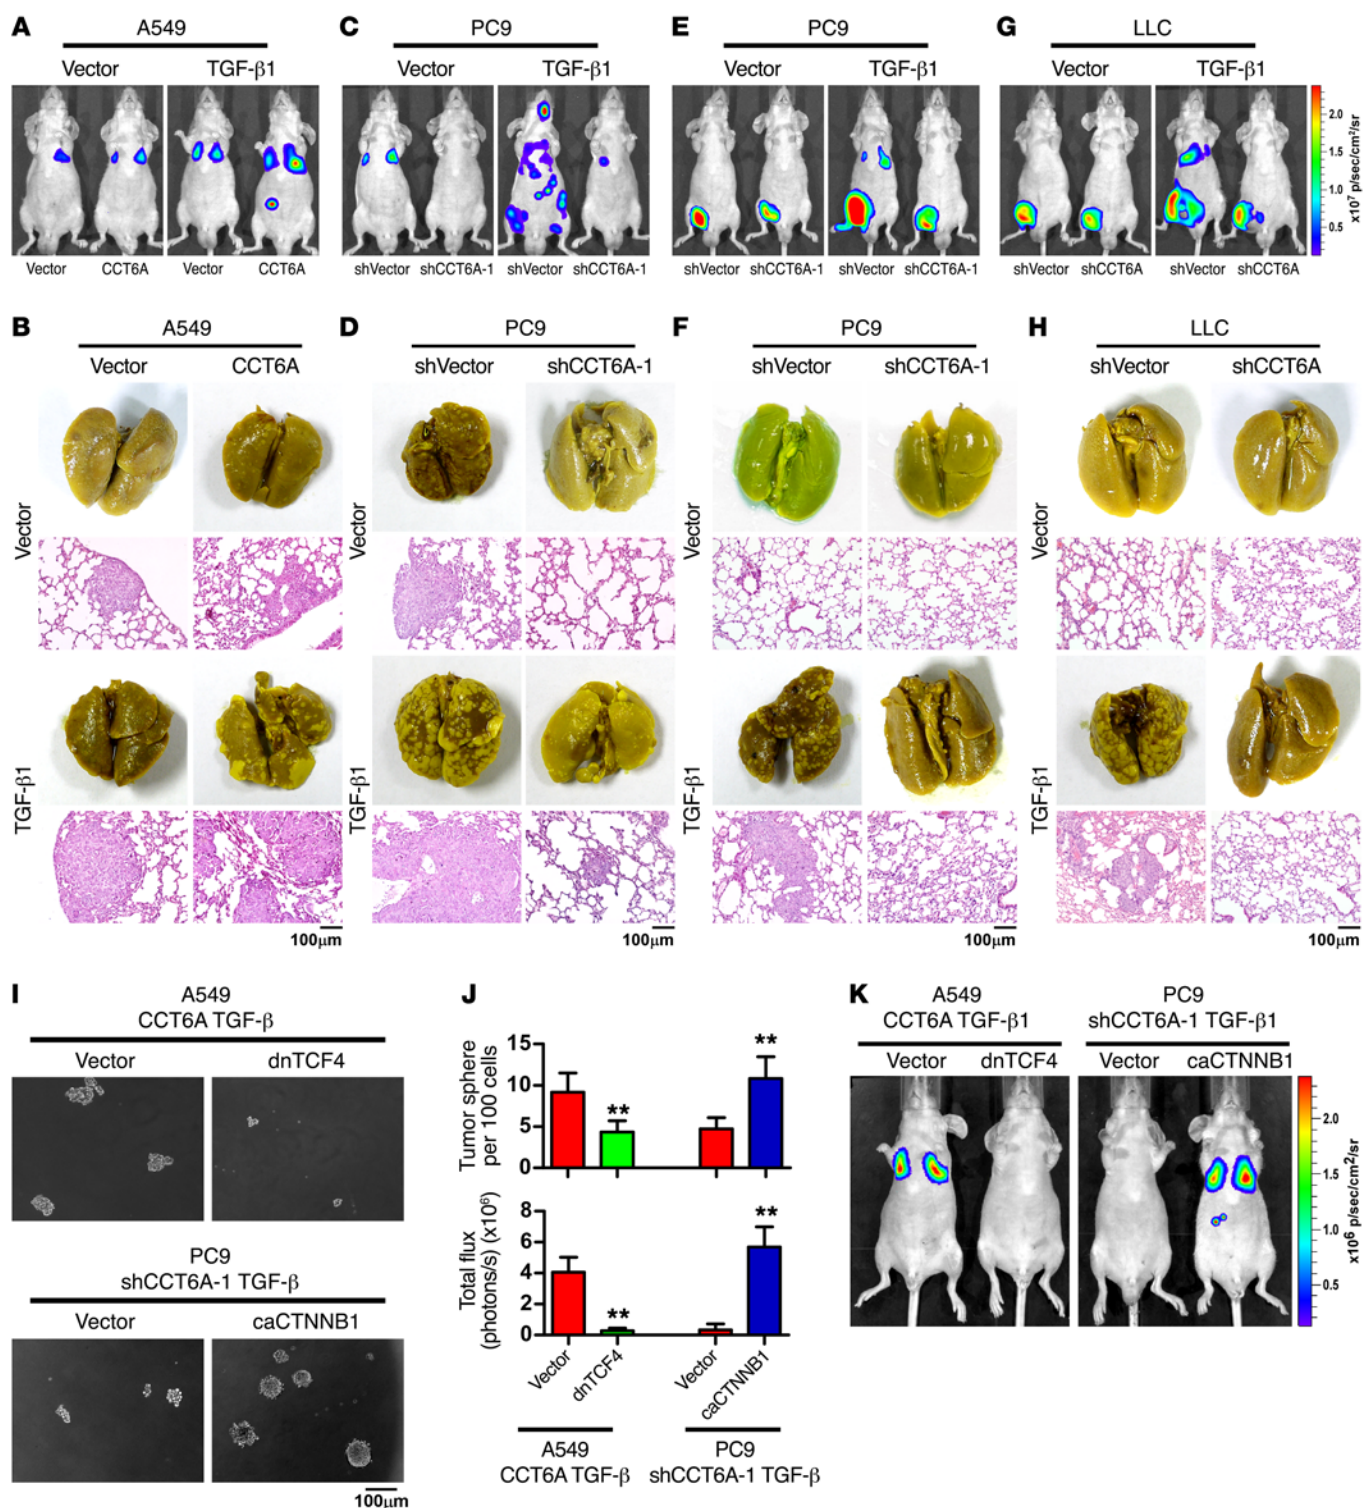 A
A549
Vector TGF-β1
Vector CCT6A Vector CCT6A
C
PC9
Vector TGF-β1
shVector shCCT6A-1 shVector shCCT6A-1
E
PC9
Vector TGF-β1
shVector shCCT6A-1 shVector shCCT6A-1
G
LLC
Vector TGF-β1
shVector shCCT6A shVector shCCT6A
2.0
1.5
1.0
0.5
x10⁷ p/sec/cm²/sr
B
A549
Vector CCT6A
Vector
TGF-β1
100μm
D
PC9
shVector shCCT6A-1
Vector
TGF-β1
100μm
F
PC9
shVector shCCT6A-1
Vector
TGF-β1
100μm
H
LLC
shVector shCCT6A
Vector
TGF-β1
100μm
I
A549
CCT6A TGF-β
Vector dnTCF4
PC9
shCCT6A-1 TGF-β
Vector caCTNNB1
100μm
J
Tumor sphere
per 100 cells
15
10
5
0
** **
Total flux
(photons/s) (x10⁶)
8
6
4
2
0
** **
Vector dnTCF4 Vector caCTNNB1
A549
CCT6A TGF-β
PC9
shCCT6A-1 TGF-β
K
A549
CCT6A TGF-β1
Vector dnTCF4
PC9
shCCT6A-1 TGF-β1
Vector caCTNNB1
2.0
1.5
1.0
0.5
x10⁶ p/sec/cm²/sr